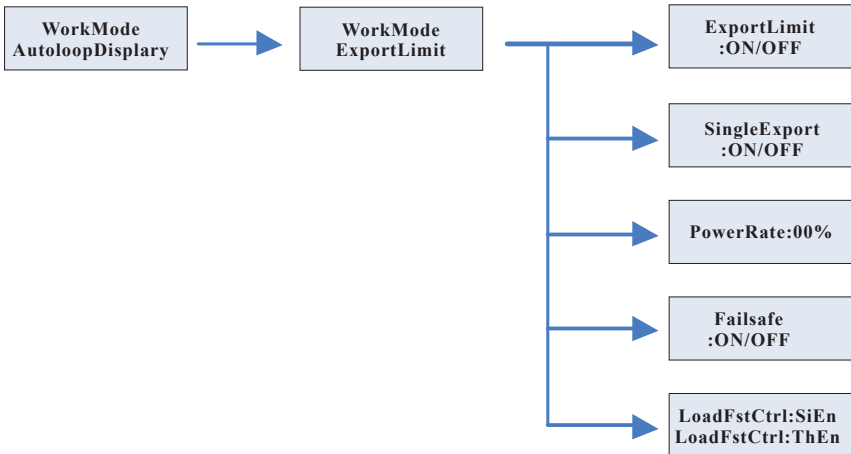 WorkMode
AutoloopDisplary
WorkMode
ExportLimit
ExportLimit
:ON/OFF
SingleExport
:ON/OFF
PowerRate:00%
Failsafe
:ON/OFF
LoadFstCtrl:SiEn
LoadFstCtrl:ThEn